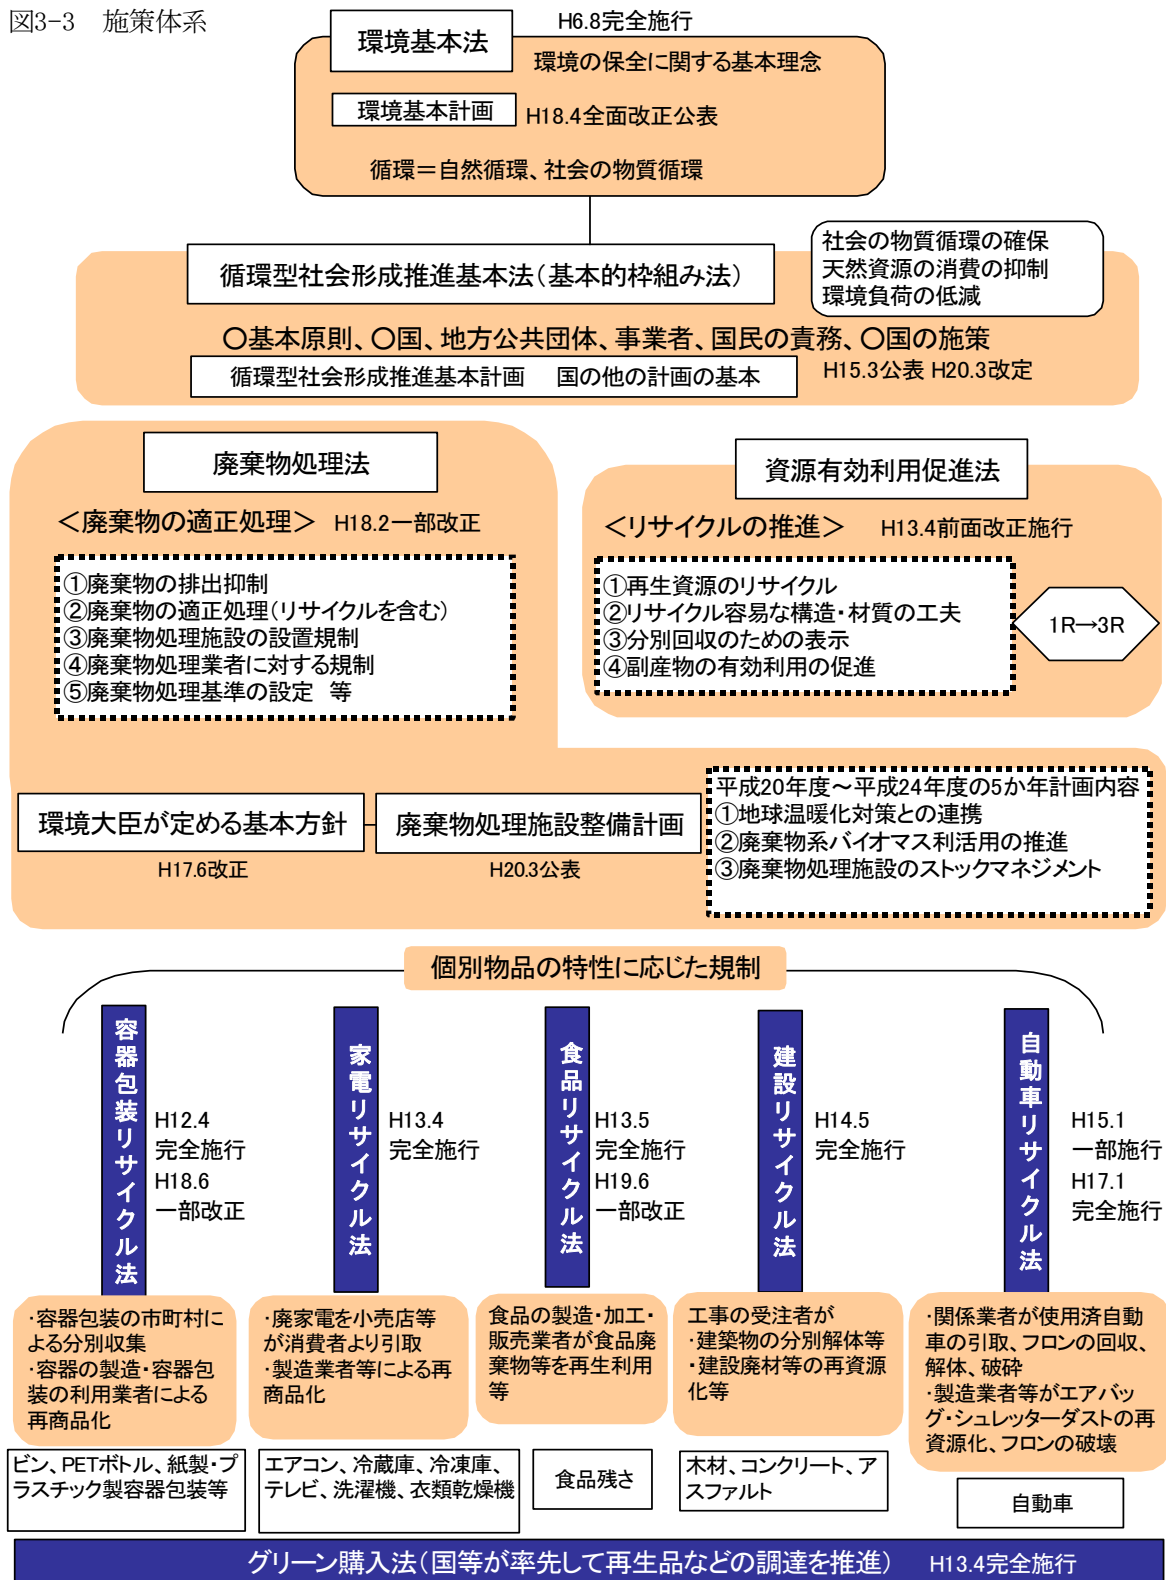 図3-3　施策体系
H6.8完全施行
環境基本法
環境の保全に関する基本理念
環境基本計画
H18.4全面改正公表
循環＝自然循環、社会の物質循環
社会の物質循環の確保
天然資源の消費の抑制
環境負荷の低減
循環型社会形成推進基本法（基本的枠組み法）
〇基本原則、〇国、地方公共団体、事業者、国民の責務、〇国の施策
循環型社会形成推進基本計画　国の他の計画の基本
H15.3公表 H20.3改定
廃棄物処理法
＜廃棄物の適正処理＞ H18.2一部改正
①廃棄物の排出抑制
②廃棄物の適正処理（リサイクルを含む）
③廃棄物処理施設の設置規制
④廃棄物処理業者に対する規制
⑤廃棄物処理基準の設定　等
資源有効利用促進法
＜リサイクルの推進＞ H13.4前面改正施行
①再生資源のリサイクル
②リサイクル容易な構造・材質の工夫
③分別回収のための表示
④副産物の有効利用の促進
1R→3R
環境大臣が定める基本方針
H17.6改正
廃棄物処理施設整備計画
H20.3公表
平成20年度～平成24年度の5か年計画内容
①地球温暖化対策との連携
②廃棄物系バイオマス利活用の推進
③廃棄物処理施設のストックマネジメント
個別物品の特性に応じた規制
容器包装リサイクル法
H12.4
完全施行
H18.6
一部改正
家電リサイクル法
H13.4
完全施行
食品リサイクル法
H13.5
完全施行
H19.6
一部改正
建設リサイクル法
H14.5
完全施行
自動車リサイクル法
H15.1
一部施行
H17.1
完全施行
・容器包装の市町村
による分別収集
・容器の製造・容器包
装の利用業者による
再商品化
・廃家電を小売店等
が消費者より引取
・製造業者等による再
商品化
食品の製造・加工・
販売業者が食品廃
棄物等を再生利用
等
工事の受注者が
・建築物の分別解体等
・建設廃材等の再資源
化等
・関係業者が使用済自動
車の引取、フロンの回収、
解体、破砕
・製造業者等がエアバッ
グ・シュレッターダストの再
資源化、フロンの破壊
ビン、PETボトル、紙製・プ
ラスチック製容器包装等
エアコン、冷蔵庫、冷凍庫、
テレビ、洗濯機、衣類乾燥機
食品残さ
木材、コンクリート、ア
スファルト
自動車
グリーン購入法（国等が率先して再生品などの調達を推進）　H13.4完全施行